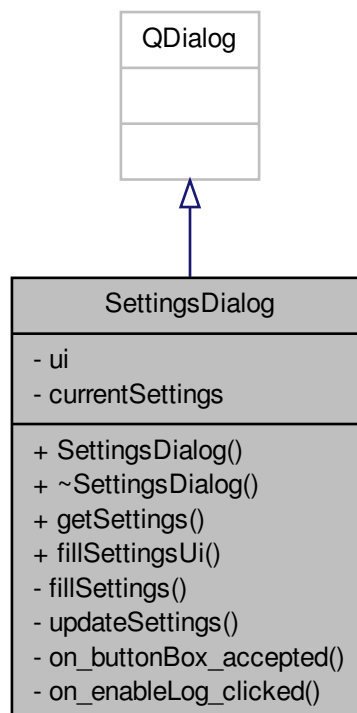 QDialog
SettingsDialog
- ui
- currentSettings
+ SettingsDialog()
+ ~SettingsDialog()
+ getSettings()
+ fillSettingsUi()
- fillSettings()
- updateSettings()
- on_buttonBox_accepted()
- on_enableLog_clicked()